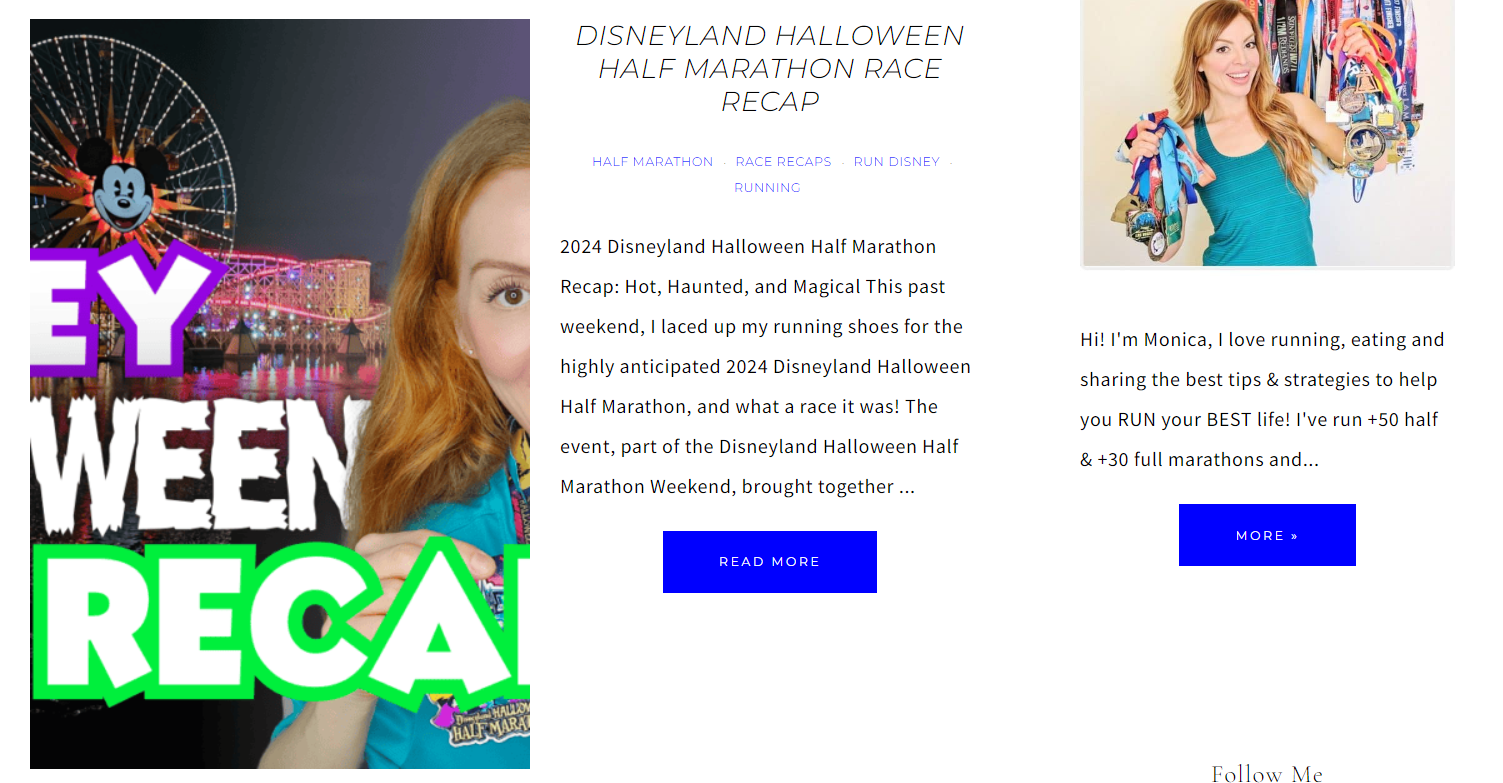 EY
WEEN
RECAP
Disneyland HALLOW
HALF MARA
DISNEYLAND HALLOWEEN
HALF MARATHON RACE
RECAP
HALF MARATHON · RACE RECAPS · RUN DISNEY ·
RUNNING
2024 Disneyland Halloween Half Marathon
Recap: Hot, Haunted, and Magical This past
weekend, I laced up my running shoes for the
highly anticipated 2024 Disneyland Halloween
Half Marathon, and what a race it was! The
event, part of the Disneyland Halloween Half
Marathon Weekend, brought together ...
READ MORE
Hi! I'm Monica, I love running, eating and
sharing the best tips & strategies to help
you RUN your BEST life! I've run +50 half
& +30 full marathons and...
MORE »
Follow Me